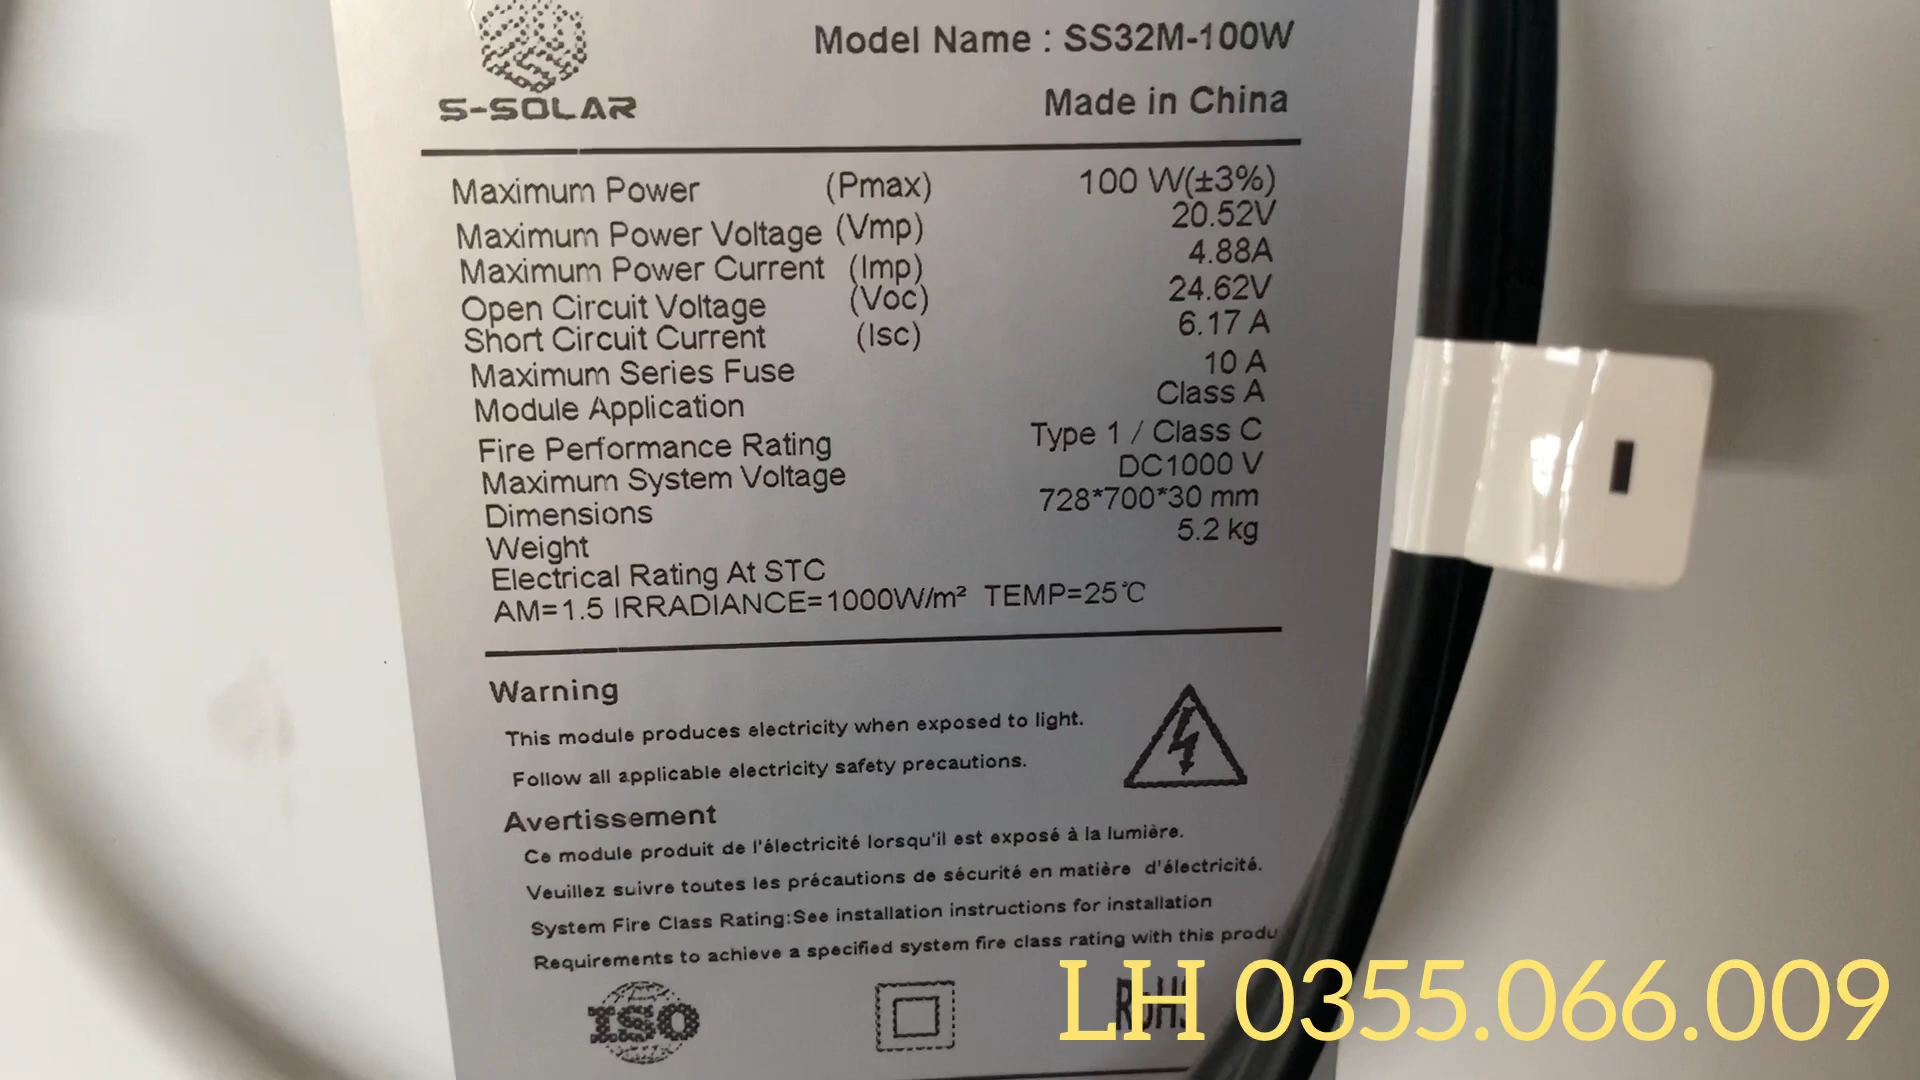 S-SOLAR
Model Name : SS32M-100W
Made in China
Maximum Power (Pmax) 100 W(±3%)
Maximum Power Voltage (Vmp) 20.52V
Maximum Power Current (Imp) 4.88A
Open Circuit Voltage (Voc) 24.62V
Short Circuit Current (Isc) 6.17 A
Maximum Series Fuse 10 A
Module Application Class A
Fire Performance Rating Type 1 / Class C
Maximum System Voltage DC1000 V
Dimensions 728*700*30 mm
Weight 5.2 kg
Electrical Rating At STC
AM=1.5 IRRADIANCE=1000W/m² TEMP=25℃
Warning
This module produces electricity when exposed to light.
Follow all applicable electricity safety precautions.
Avertissement
Ce module produit de l'électricité lorsqu'il est exposé à la lumière.
Veuillez suivre toutes les précautions de sécurité en matière d'électricité.
System Fire Class Rating:See installation instructions for installation
Requirements to achieve a specified system fire class rating with this produ
ISO
RoHS
LH 0355.066.009
-